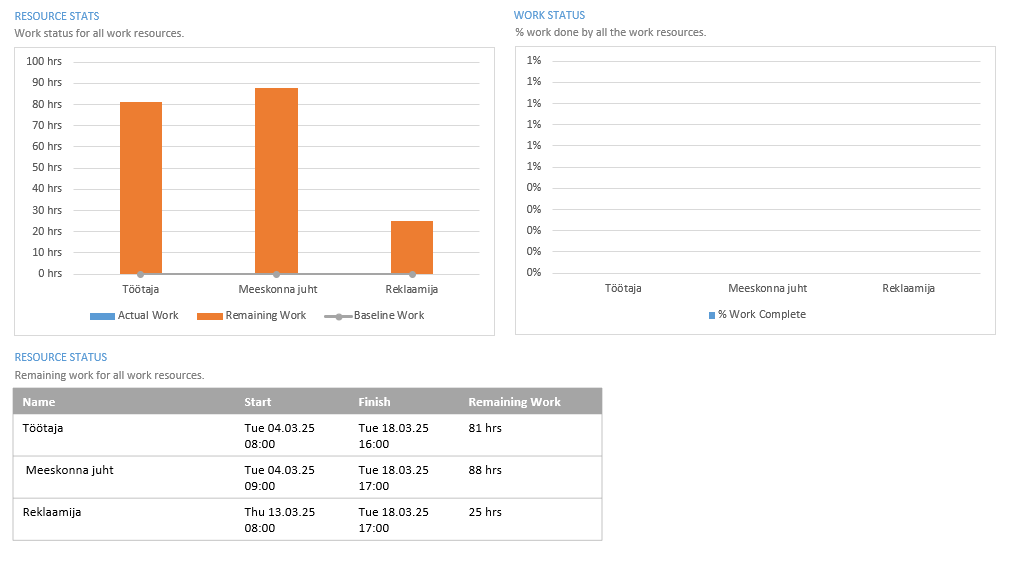 RESOURCE STATS
Work status for all work resources.
100 hrs
90 hrs
80 hrs
70 hrs
60 hrs
50 hrs
40 hrs
30 hrs
20 hrs
10 hrs
0 hrs
Töötaja Meeskonna juht Reklaamija
Actual Work Remaining Work Baseline Work
WORK STATUS
% work done by all the work resources.
1%
1%
1%
1%
1%
1%
0%
0%
0%
0%
0%
Töötaja Meeskonna juht Reklaamija
% Work Complete
RESOURCE STATUS
Remaining work for all work resources.
Name Start Finish Remaining Work
Töötaja Tue 04.03.25 Tue 18.03.25 81 hrs
08:00 16:00
Meeskonna juht Tue 04.03.25 Tue 18.03.25 88 hrs
09:00 17:00
Reklaamija Thu 13.03.25 Tue 18.03.25 25 hrs
08:00 17:00